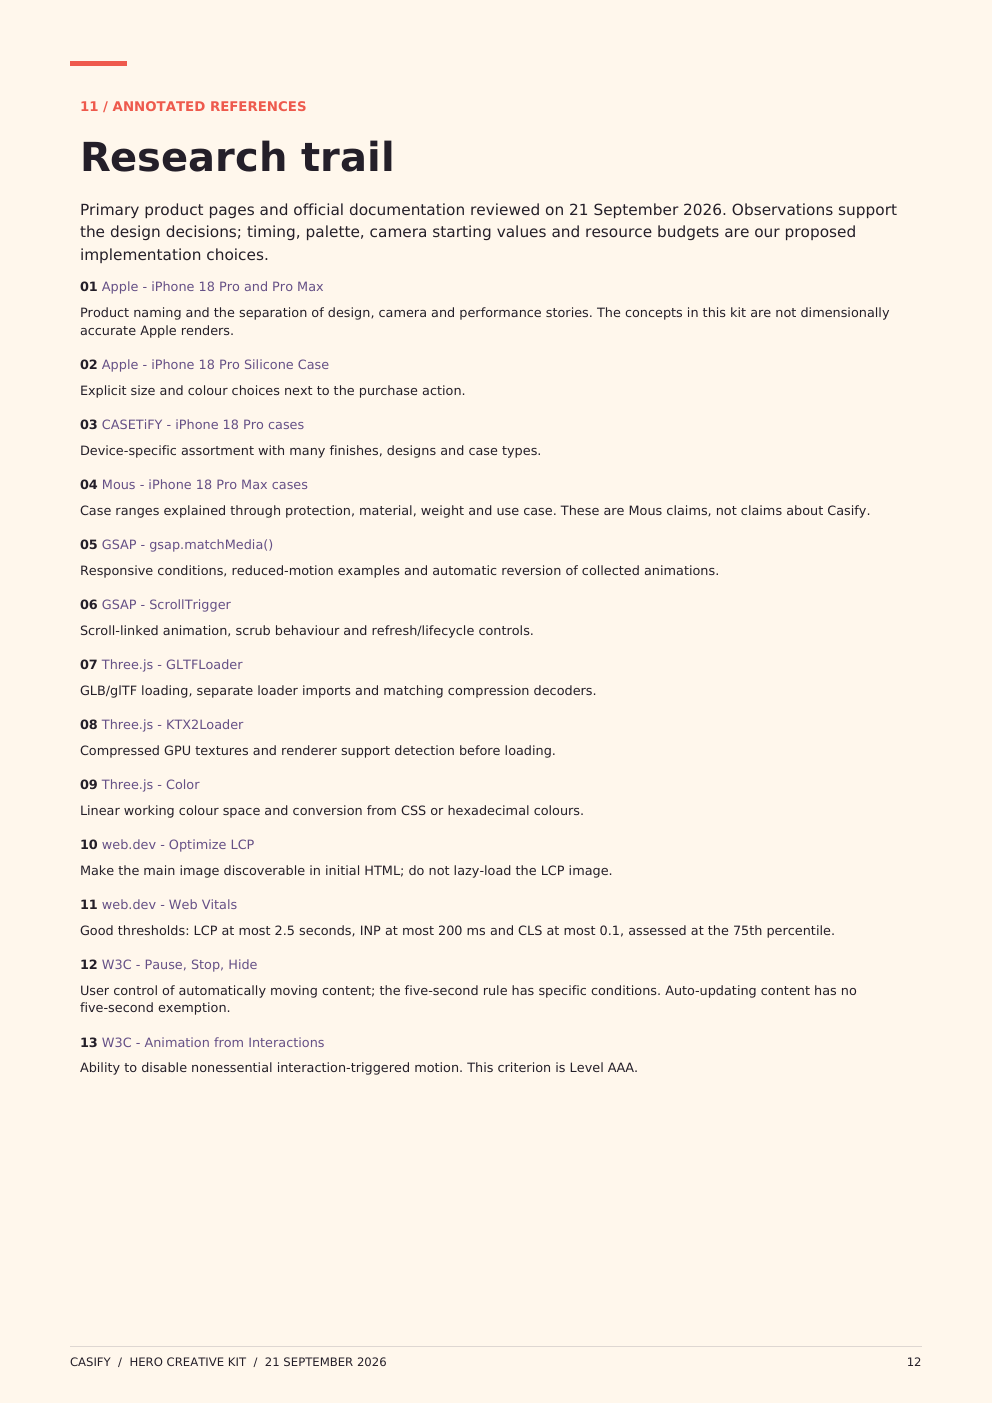 11 / ANNOTATED REFERENCES
Research trail
Primary product pages and official documentation reviewed on 21 September 2026. Observations support
the design decisions; timing, palette, camera starting values and resource budgets are our proposed
implementation choices.
01 Apple - iPhone 18 Pro and Pro Max
Product naming and the separation of design, camera and performance stories. The concepts in this kit are not dimensionally
accurate Apple renders.
02 Apple - iPhone 18 Pro Silicone Case
Explicit size and colour choices next to the purchase action.
03 CASETiFY - iPhone 18 Pro cases
Device-specific assortment with many finishes, designs and case types.
04 Mous - iPhone 18 Pro Max cases
Case ranges explained through protection, material, weight and use case. These are Mous claims, not claims about Casify.
05 GSAP - gsap.matchMedia()
Responsive conditions, reduced-motion examples and automatic reversion of collected animations.
06 GSAP - ScrollTrigger
Scroll-linked animation, scrub behaviour and refresh/lifecycle controls.
07 Three.js - GLTFLoader
GLB/glTF loading, separate loader imports and matching compression decoders.
08 Three.js - KTX2Loader
Compressed GPU textures and renderer support detection before loading.
09 Three.js - Color
Linear working colour space and conversion from CSS or hexadecimal colours.
10 web.dev - Optimize LCP
Make the main image discoverable in initial HTML; do not lazy-load the LCP image.
11 web.dev - Web Vitals
Good thresholds: LCP at most 2.5 seconds, INP at most 200 ms and CLS at most 0.1, assessed at the 75th percentile.
12 W3C - Pause, Stop, Hide
User control of automatically moving content; the five-second rule has specific conditions. Auto-updating content has no
five-second exemption.
13 W3C - Animation from Interactions
Ability to disable nonessential interaction-triggered motion. This criterion is Level AAA.
CASIFY / HERO CREATIVE KIT / 21 SEPTEMBER 2026
12